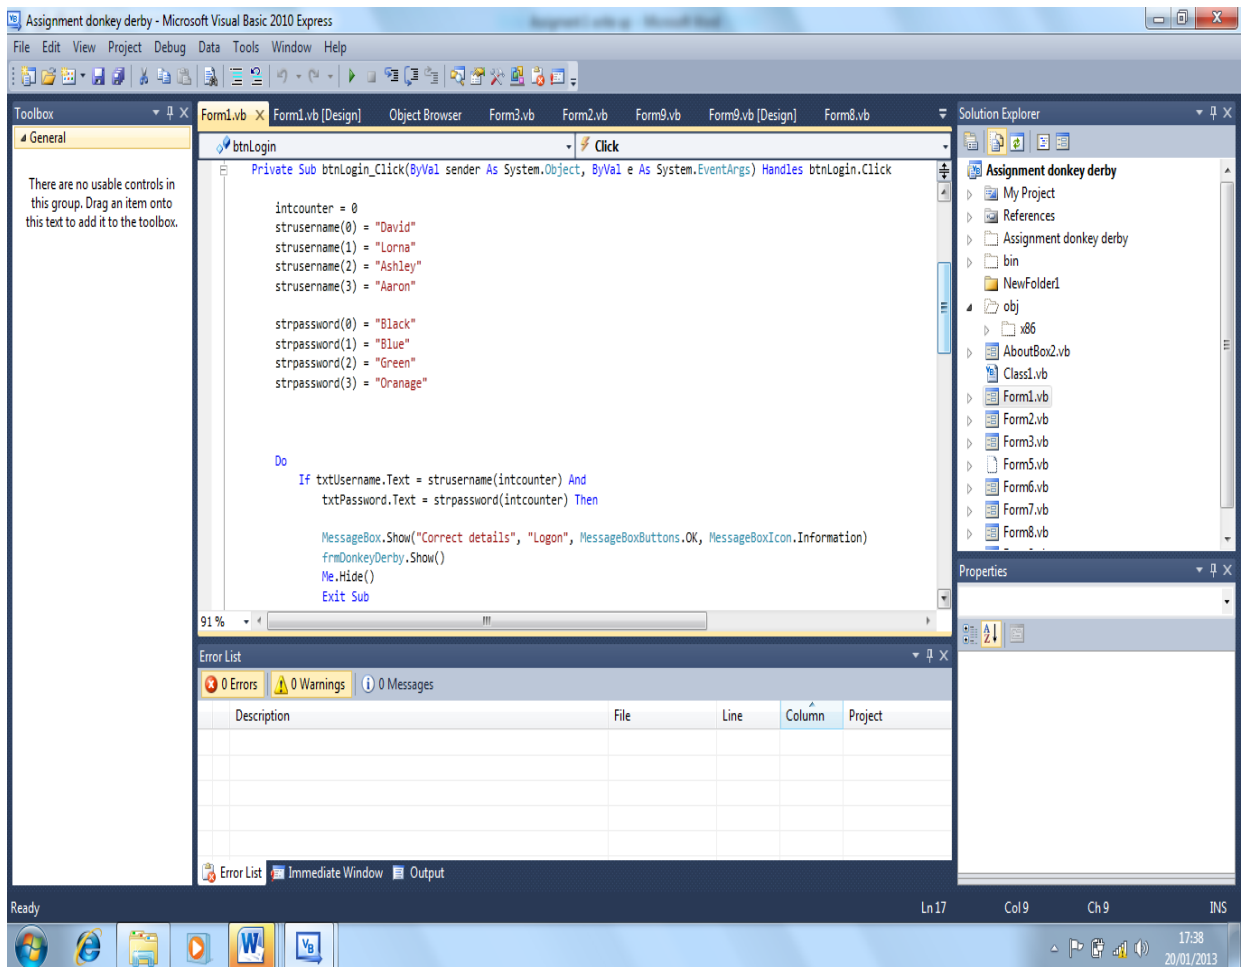 Assignment donkey derby - Microsoft Visual Basic 2010 Express
File Edit View Project Debug Data Tools Window Help
Toolbox
General
There are no usable controls in
this group. Drag an item onto
this text to add it to the toolbox.
Form1.vb Form1.vb [Design] Object Browser Form3.vb Form2.vb Form9.vb Form9.vb [Design] Form8.vb
btnLogin Click
Private Sub btnLogin_Click(ByVal sender As System.Object, ByVal e As System.EventArgs) Handles btnLogin.Click
intcounter = 0
strusername(0) = "David"
strusername(1) = "Lorna"
strusername(2) = "Ashley"
strusername(3) = "Aaron"
strpassword(0) = "Black"
strpassword(1) = "Blue"
strpassword(2) = "Green"
strpassword(3) = "Oranage"
Do
If txtUsername.Text = strusername(intcounter) And
txtPassword.Text = strpassword(intcounter) Then
MessageBox.Show("Correct details", "Logon", MessageBoxButtons.OK, MessageBoxIcon.Information)
frmDonkeyDerby.Show()
Me.Hide()
Exit Sub
91 %
Error List
0 Errors 0 Warnings 0 Messages
Description File Line Column Project
Error List Immediate Window Output
Solution Explorer
Assignment donkey derby
My Project
References
Assignment donkey derby
bin
NewFolder1
obj
x86
AboutBox2.vb
Class1.vb
Form1.vb
Form2.vb
Form3.vb
Form5.vb
Form6.vb
Form7.vb
Form8.vb
Properties
Ready Ln 17 Col 9 Ch 9 INS
17:38
20/01/2013